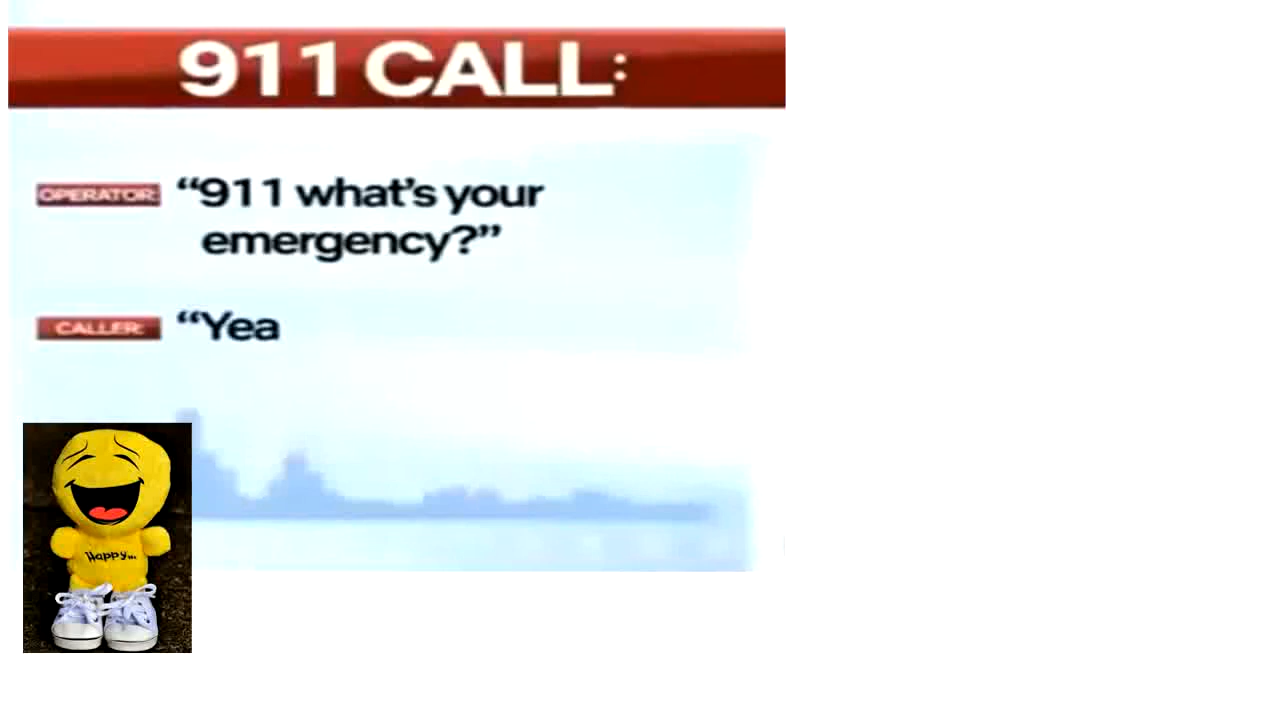 911 CALL:
OPERATOR: “911 what’s your
emergency?”
CALLER: “Yea
Happy...